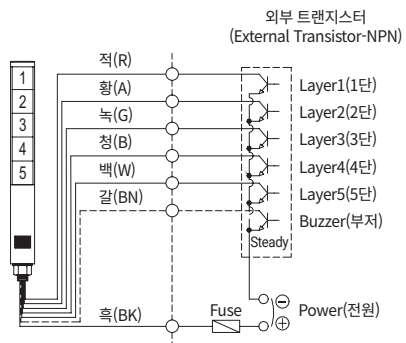 외부 트랜지스터
(External Transistor-NPN)
적(R)
황(A)
녹(G)
청(B)
백(W)
갈(BN)
흑(BK)
1
2
3
4
5
Layer1(1단)
Layer2(2단)
Layer3(3단)
Layer4(4단)
Layer5(5단)
Buzzer(부저)
Steady
Fuse
Power(전원)